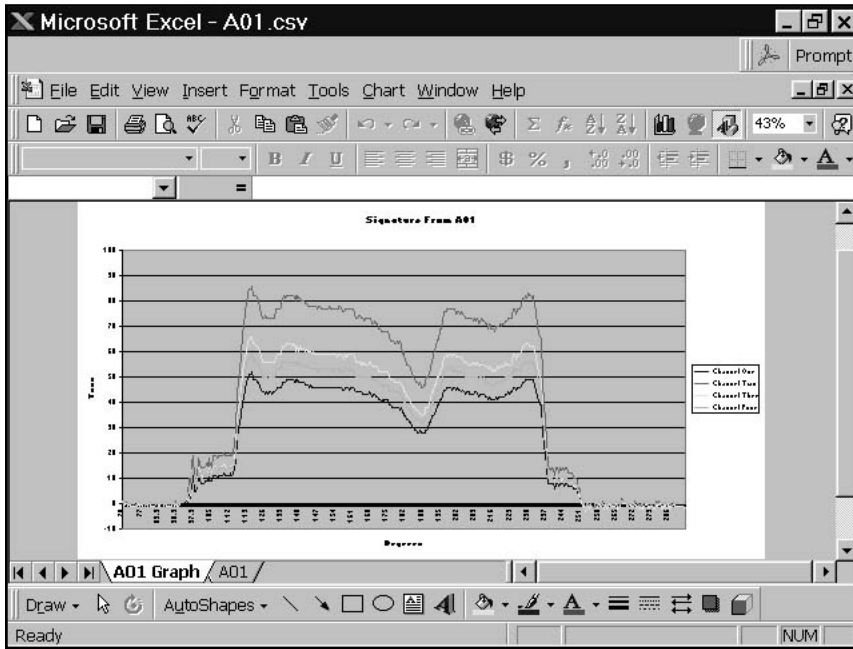 Microsoft Excel - A01.csv
Prompt
File Edit View Insert Format Tools Chart Window Help
43%
B I U $ % ,
=
Signature From A01
100
90
80
70
60
50
40
30
20
10
0
-10
Tons
Degrees
Channel One
Channel Two
Channel Three
Channel Four
A01 Graph A01
Draw AutoShapes
Ready NUM